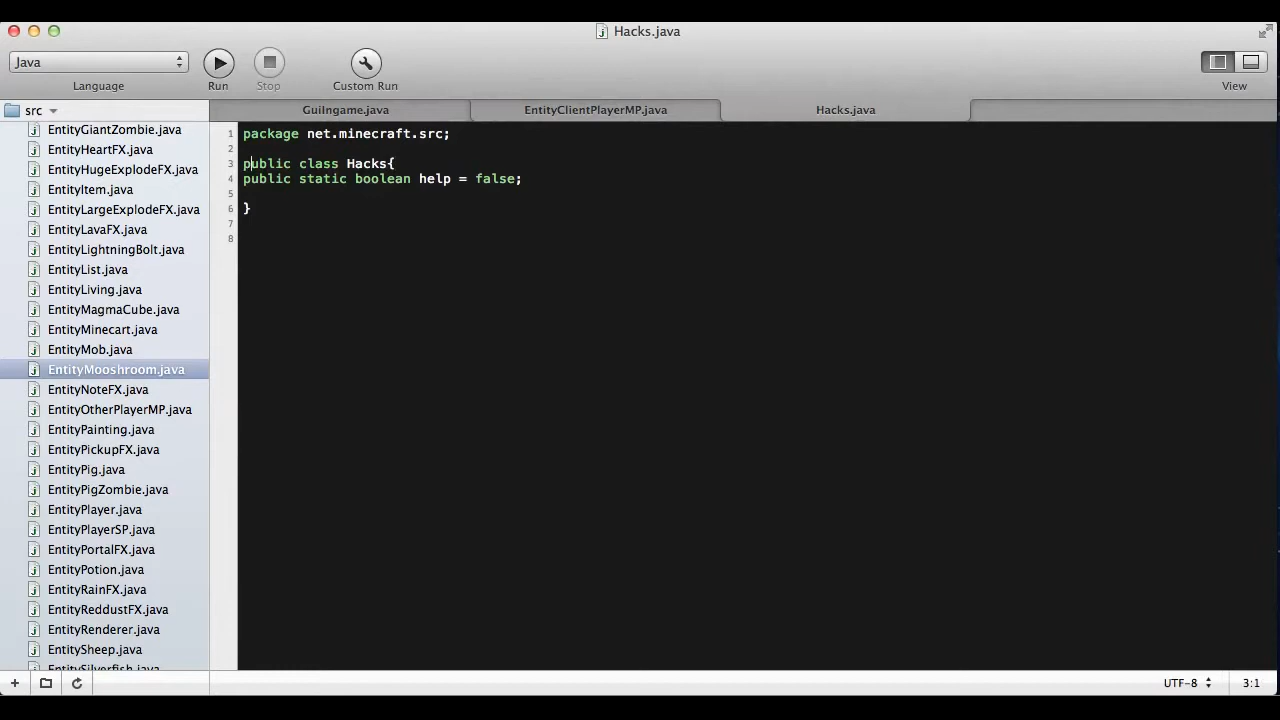 Hacks.java
Java
Language
Run
Stop
Custom Run
View
src
GuiIngame.java
EntityClientPlayerMP.java
Hacks.java
EntityGiantZombie.java
EntityHeartFX.java
EntityHugeExplodeFX.java
EntityItem.java
EntityLargeExplodeFX.java
EntityLavaFX.java
EntityLightningBolt.java
EntityList.java
EntityLiving.java
EntityMagmaCube.java
EntityMinecart.java
EntityMob.java
EntityMooshroom.java
EntityNoteFX.java
EntityOtherPlayerMP.java
EntityPainting.java
EntityPickupFX.java
EntityPig.java
EntityPigZombie.java
EntityPlayer.java
EntityPlayerSP.java
EntityPortalFX.java
EntityPotion.java
EntityRainFX.java
EntityReddustFX.java
EntityRenderer.java
EntitySheep.java
EntitySilverfish.java
1 package net.minecraft.src;
2
3 public class Hacks{
4 public static boolean help = false;
5
6 }
7
8
UTF-8
3:1